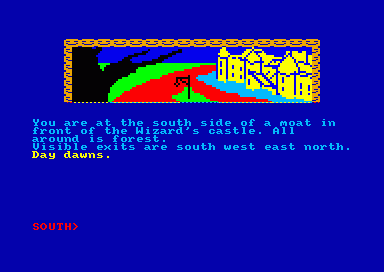 You are at the south side of a moat in
front of the Wizard's castle. All
around is forest.
Visible exits are south west east north.
Day dawns.
SOUTH>